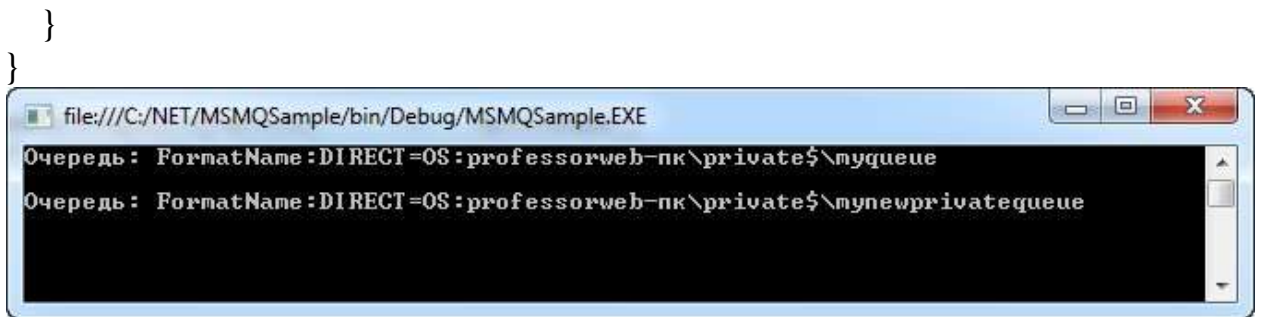 }
}
file:///C:/NET/MSMQSample/bin/Debug/MSMQSample.EXE
Очередь: FormatName:DIRECT=OS:professorweb-пк\private$\myqueue
Очередь: FormatName:DIRECT=OS:professorweb-пк\private$\mynewprivatequeue